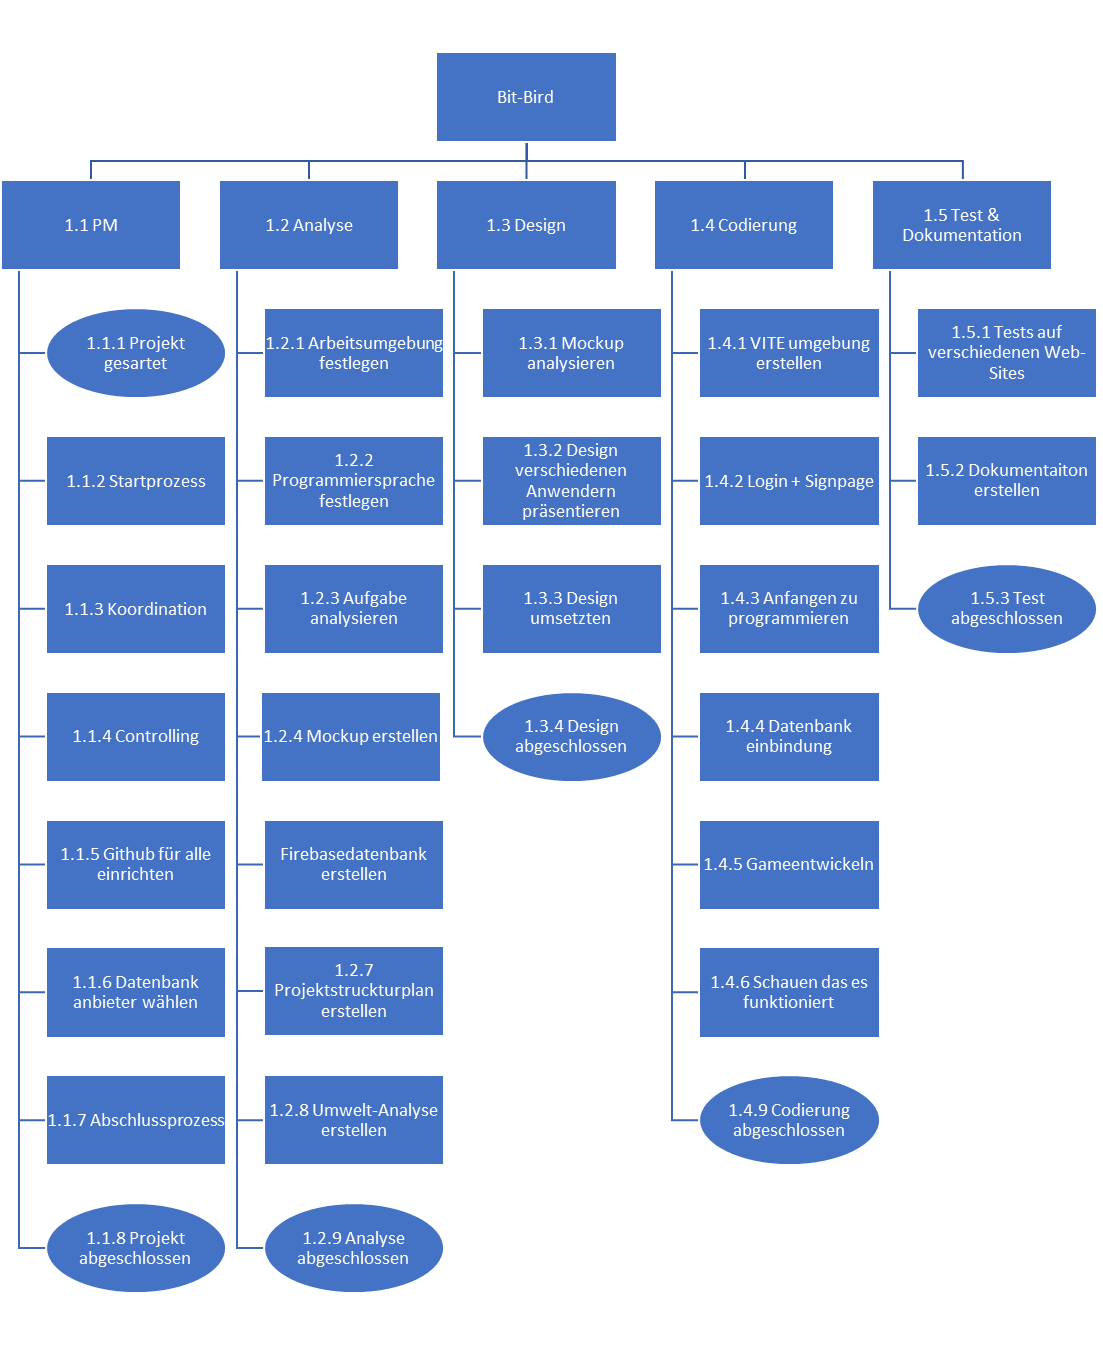 Bit-Bird
1.1 PM
1.1.1 Projekt
gesartet
1.1.2 Startprozess
1.1.3 Koordination
1.1.4 Controlling
1.1.5 Github für alle
einrichten
1.1.6 Datenbank
anbieter wählen
1.1.7 Abschlussprozess
1.1.8 Projekt
abgeschlossen
1.2 Analyse
1.2.1 Arbeitsumgebung
festlegen
1.2.2
Programmiersprache
festlegen
1.2.3 Aufgabe
analysieren
1.2.4 Mockup erstellen
Firebasedatenbank
erstellen
1.2.7
Projektstruckturplan
erstellen
1.2.8 Umwelt-Analyse
erstellen
1.2.9 Analyse
abgeschlossen
1.3 Design
1.3.1 Mockup
analysieren
1.3.2 Design
verschiedenen
Anwendern
präsentieren
1.3.3 Design
umsetzten
1.3.4 Design
abgeschlossen
1.4 Codierung
1.4.1 VITE umgebung
erstellen
1.4.2 Login + Signpage
1.4.3 Anfangen zu
programmieren
1.4.4 Datenbank
einbindung
1.4.5 Gameentwickeln
1.4.6 Schauen das es
funktioniert
1.4.9 Codierung
abgeschlossen
1.5 Test &
Dokumentation
1.5.1 Tests auf
verschiedenen Web-
Sites
1.5.2 Dokumentaiton
erstellen
1.5.3 Test
abgeschlossen